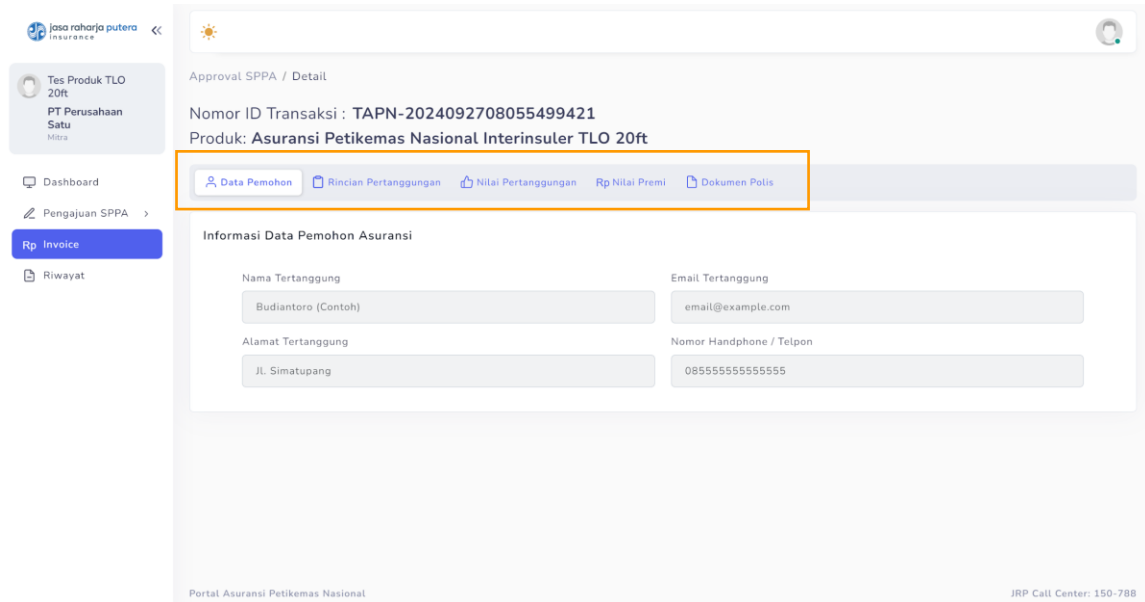 jasa raharja putera
insurance
Tes Produk TLO
20ft
PT Perusahaan
Satu
Mitra
Dashboard
Pengajuan SPPA
Rp Invoice
Riwayat
Approval SPPA / Detail
Nomor ID Transaksi : TAPN-2024092708055499421
Produk: Asuransi Petikemas Nasional Interinsuler TLO 20ft
Data Pemohon Rincian Pertanggungan Nilai Pertanggungan Rp Nilai Premi Dokumen Polis
Informasi Data Pemohon Asuransi
Nama Tertanggung Email Tertanggung
Budiantoro (Contoh) email@example.com
Alamat Tertanggung Nomor Handphone / Telpon
Jl. Simatupang 085555555555555
Portal Asuransi Petikemas Nasional JRP Call Center: 150-788